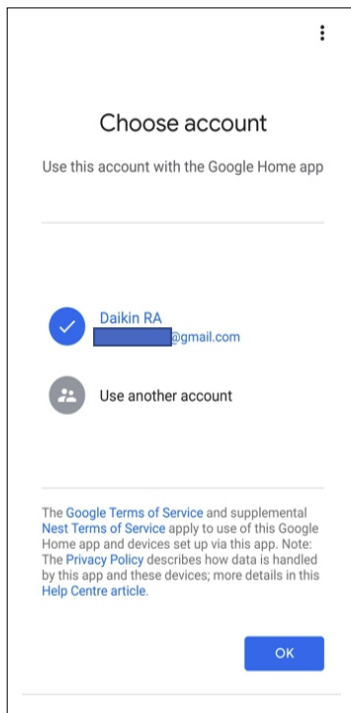 Choose account
Use this account with the Google Home app
Daikin RA
@gmail.com
Use another account
The Google Terms of Service and supplemental
Nest Terms of Service apply to use of this Google
Home app and devices set up via this app. Note:
The Privacy Policy describes how data is handled
by this app and these devices; more details in this
Help Centre article.
OK